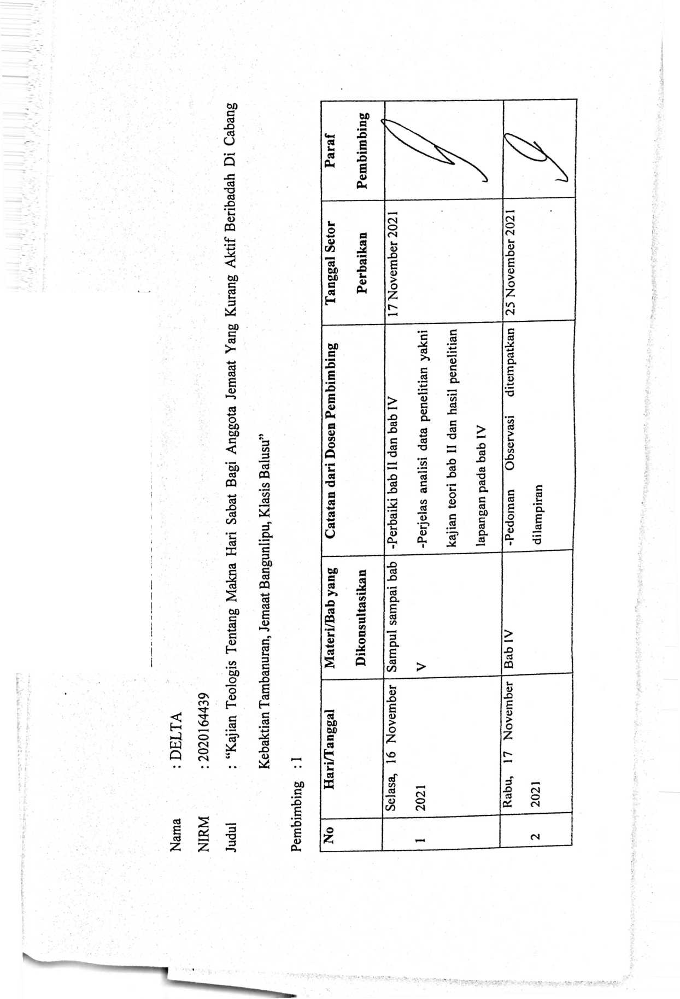 Nama : DELTA
NIRM : 2020164439
Judul : “Kajian Teologis Tentang Makna Hari Sabat Bagi Anggota Jemaat Yang Kurang Aktif Beribadah Di Cabang
Kebaktian Tambanuran, Jemaat Bangunlipu, Klasis Balusu”
Pembimbing : I
No Hari/Tanggal Materi/Bab yang Catatan dari Dosen Pembimbing Tanggal Setor Paraf
Dikonsultasikan Perbaikan Pembimbing
Selasa, 16 November Sampul sampai bab -Perbaiki bab II dan bab IV 17 November 2021
1 2021 V -Perjelas analisi data penelitian yakni
kajian teori bab II dan hasil penelitian
lapangan pada bab IV
Rabu, 17 November Bab IV -Pedoman Observasi ditempatkan 25 November 2021
2 2021 dilampiran